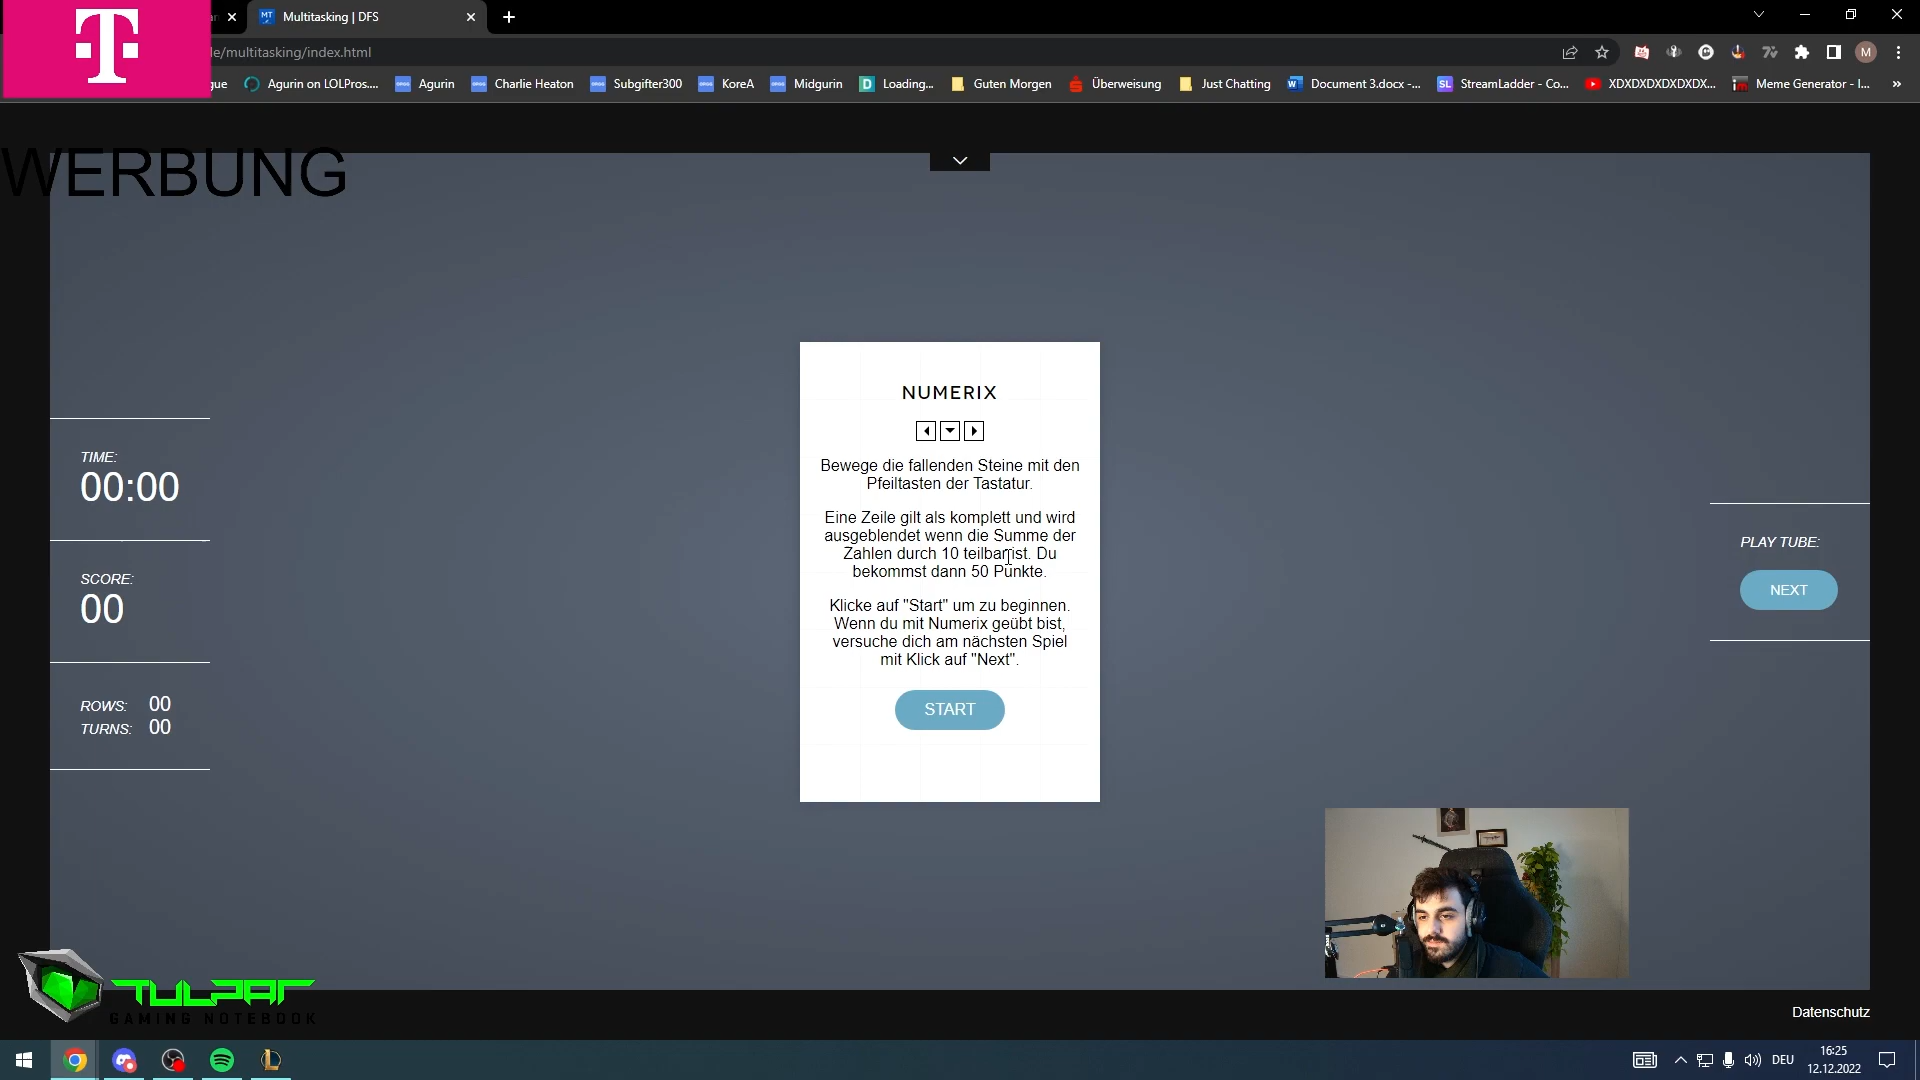 Multitasking | DFS
le/multitasking/index.html
gue
Agurin on LOLPros....
Agurin
Charlie Heaton
Subgifter300
KoreA
Midgurin
Loading...
Guten Morgen
Überweisung
Just Chatting
Document 3.docx -...
StreamLadder - Co...
XDXDXDXDXDXDX...
Meme Generator - I...
WERBUNG
NUMERIX
Bewege die fallenden Steine mit den
Pfeiltasten der Tastatur.
Eine Zeile gilt als komplett und wird
ausgeblendet wenn die Summe der
Zahlen durch 10 teilbar ist. Du
bekommst dann 50 Punkte.
Klicke auf "Start" um zu beginnen.
Wenn du mit Numerix geübt bist,
versuche dich am nächsten Spiel
mit Klick auf "Next".
START
TIME:
00:00
SCORE:
00
ROWS: 00
TURNS: 00
PLAY TUBE:
NEXT
TULPAR
GAMING NOTEBOOK
Datenschutz
DEU
16:25
12.12.2022